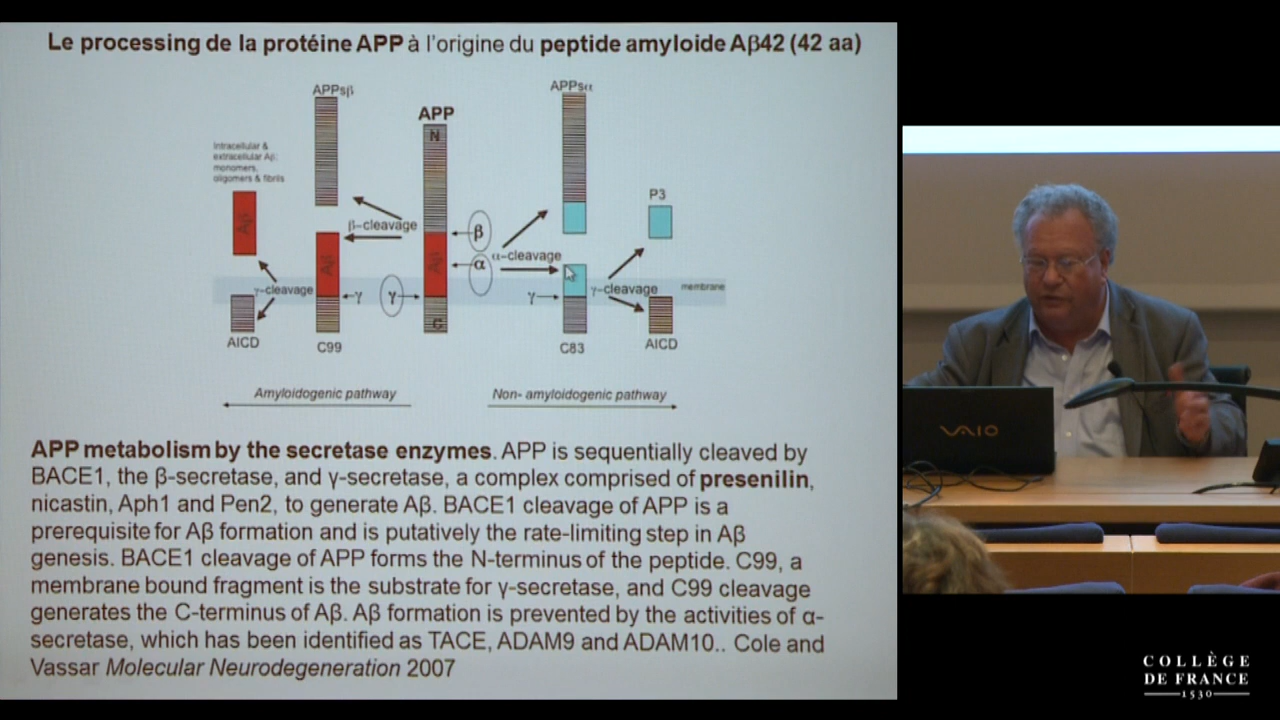 Le processing de la protéine APP à l'origine du peptide amyloide Aβ42 (42 aa)
APPsβ
APPsα
APP
N
Intracellular &
extracellular Aβ:
monomers,
oligomers & fibrils
P3
Aβ
β-cleavage
β
α
α-cleavage
Aβ
Aβ
γ-cleavage
γ
γ
γ
γ-cleavage
membrane
C
AICD
C99
C83
AICD
Amyloidogenic pathway
Non- amyloidogenic pathway
APP metabolism by the secretase enzymes. APP is sequentially cleaved by
BACE1, the β-secretase, and γ-secretase, a complex comprised of presenilin,
nicastin, Aph1 and Pen2, to generate Aβ. BACE1 cleavage of APP is a
prerequisite for Aβ formation and is putatively the rate-limiting step in Aβ
genesis. BACE1 cleavage of APP forms the N-terminus of the peptide. C99, a
membrane bound fragment is the substrate for γ-secretase, and C99 cleavage
generates the C-terminus of Aβ. Aβ formation is prevented by the activities of α-
secretase, which has been identified as TACE, ADAM9 and ADAM10.. Cole and
Vassar Molecular Neurodegeneration 2007
VAIO
COLLÈGE
DE FRANCE
1530